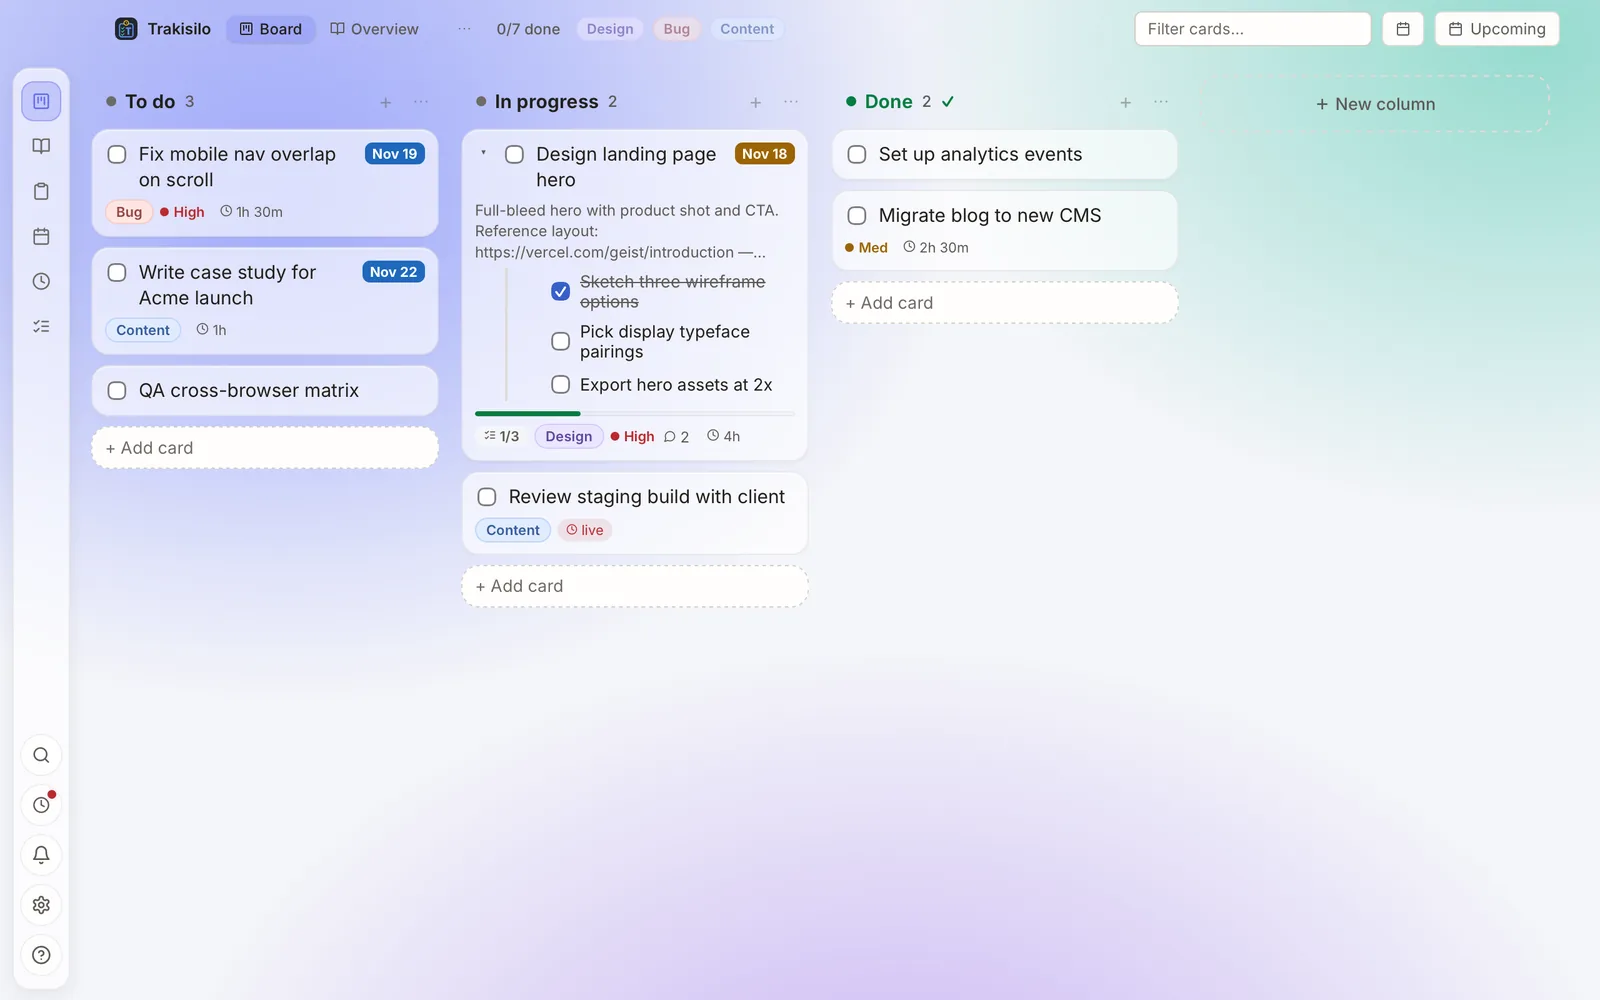 Trakisilo
Board
Overview
···
0/7 done
Design
Bug
Content
Filter cards...
Upcoming
To do 3
+ ···
Fix mobile nav overlap
on scroll
Nov 19
Bug
High
1h 30m
Write case study for
Acme launch
Nov 22
Content
1h
QA cross-browser matrix
+ Add card
In progress 2
+ ···
Design landing page
hero
Nov 18
Full-bleed hero with product shot and CTA.
Reference layout:
https://vercel.com/geist/introduction —...
Sketch three wireframe
options
Pick display typeface
pairings
Export hero assets at 2x
1/3
Design
High
2
4h
Review staging build with client
Content
live
+ Add card
Done 2
+ ···
Set up analytics events
Migrate blog to new CMS
Med
2h 30m
+ Add card
+ New column